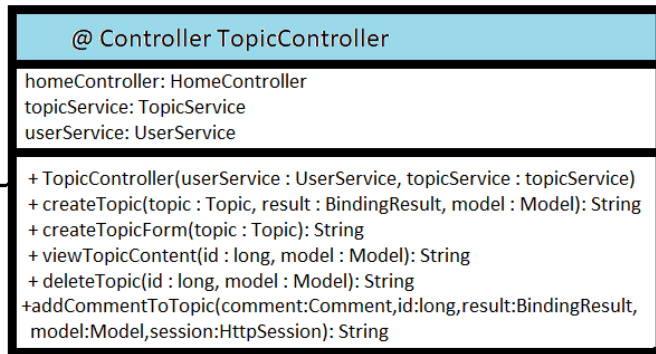 @ Controller TopicController
homeController: HomeController
topicService: TopicService
userService: UserService
+ TopicController(userService : UserService, topicService : topicService)
+ createTopic(topic : Topic, result : BindingResult, model : Model): String
+ createTopicForm(topic : Topic): String
+ viewTopicContent(id : long, model : Model): String
+ deleteTopic(id : long, model : Model): String
+addCommentToTopic(comment:Comment,id:long,result:BindingResult,
model:Model,session:HttpSession): String